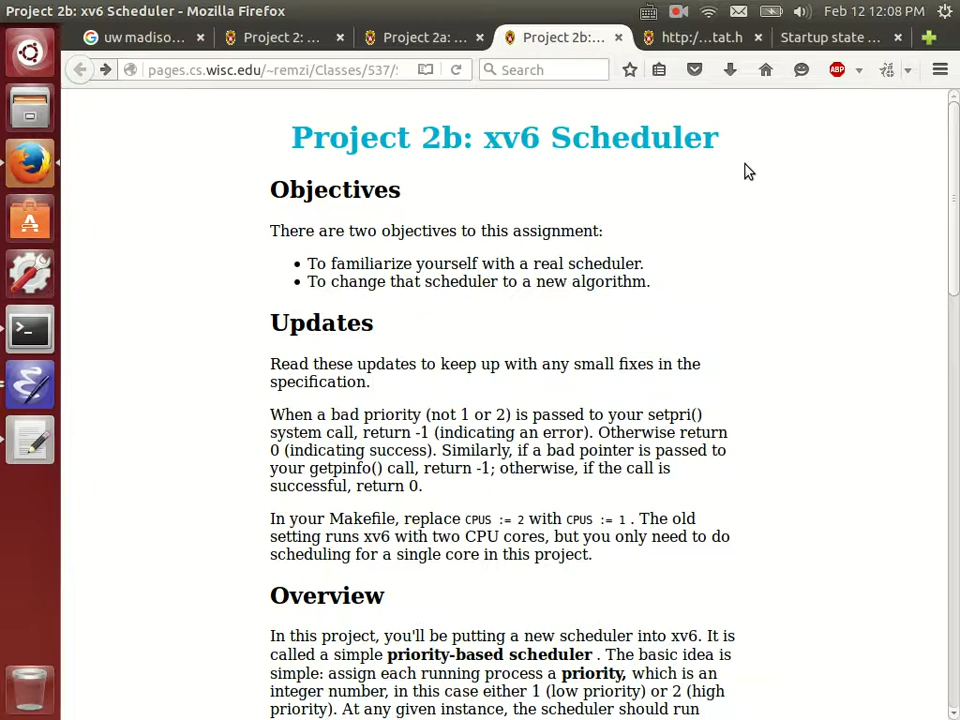 Project 2b: xv6 Scheduler - Mozilla Firefox
Feb 12 12:08 PM
uw madiso... ×
Project 2: ... ×
Project 2a: ... ×
Project 2b:... ×
http:/...tat.h ×
Startup state ... ×
pages.cs.wisc.edu/~remzi/Classes/537/
Search
ABP
Project 2b: xv6 Scheduler
Objectives
There are two objectives to this assignment:
• To familiarize yourself with a real scheduler.
• To change that scheduler to a new algorithm.
Updates
Read these updates to keep up with any small fixes in the
specification.
When a bad priority (not 1 or 2) is passed to your setpri()
system call, return -1 (indicating an error). Otherwise return
0 (indicating success). Similarly, if a bad pointer is passed to
your getpinfo() call, return -1; otherwise, if the call is
successful, return 0.
In your Makefile, replace CPUS := 2 with CPUS := 1 . The old
setting runs xv6 with two CPU cores, but you only need to do
scheduling for a single core in this project.
Overview
In this project, you'll be putting a new scheduler into xv6. It is
called a simple priority-based scheduler . The basic idea is
simple: assign each running process a priority, which is an
integer number, in this case either 1 (low priority) or 2 (high
priority). At any given instance, the scheduler should run